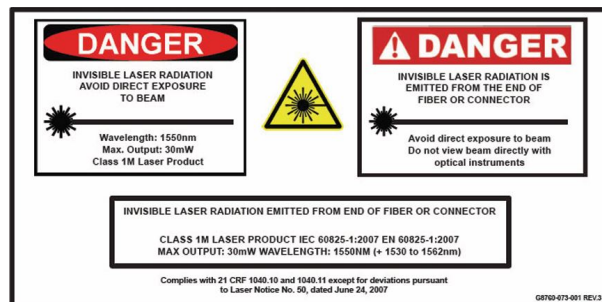 DANGER
INVISIBLE LASER RADIATION
AVOID DIRECT EXPOSURE
TO BEAM
Wavelength: 1550nm
Max. Output: 30mW
Class 1M Laser Product
DANGER
INVISIBLE LASER RADIATION IS
EMITTED FROM THE END OF
FIBER OR CONNECTOR
Avoid direct exposure to beam
Do not view beam directly with
optical instruments
INVISIBLE LASER RADIATION EMITTED FROM END OF FIBER OR CONNECTOR
CLASS 1M LASER PRODUCT IEC 60825-1:2007 EN 60825-1:2007
MAX OUTPUT: 30mW WAVELENGTH: 1550NM (+ 1530 to 1562nm)
Complies with 21 CRF 1040.10 and 1040.11 except for deviations pursuant
to Laser Notice No. 50, dated June 24, 2007
G8760-073-001 REV.3